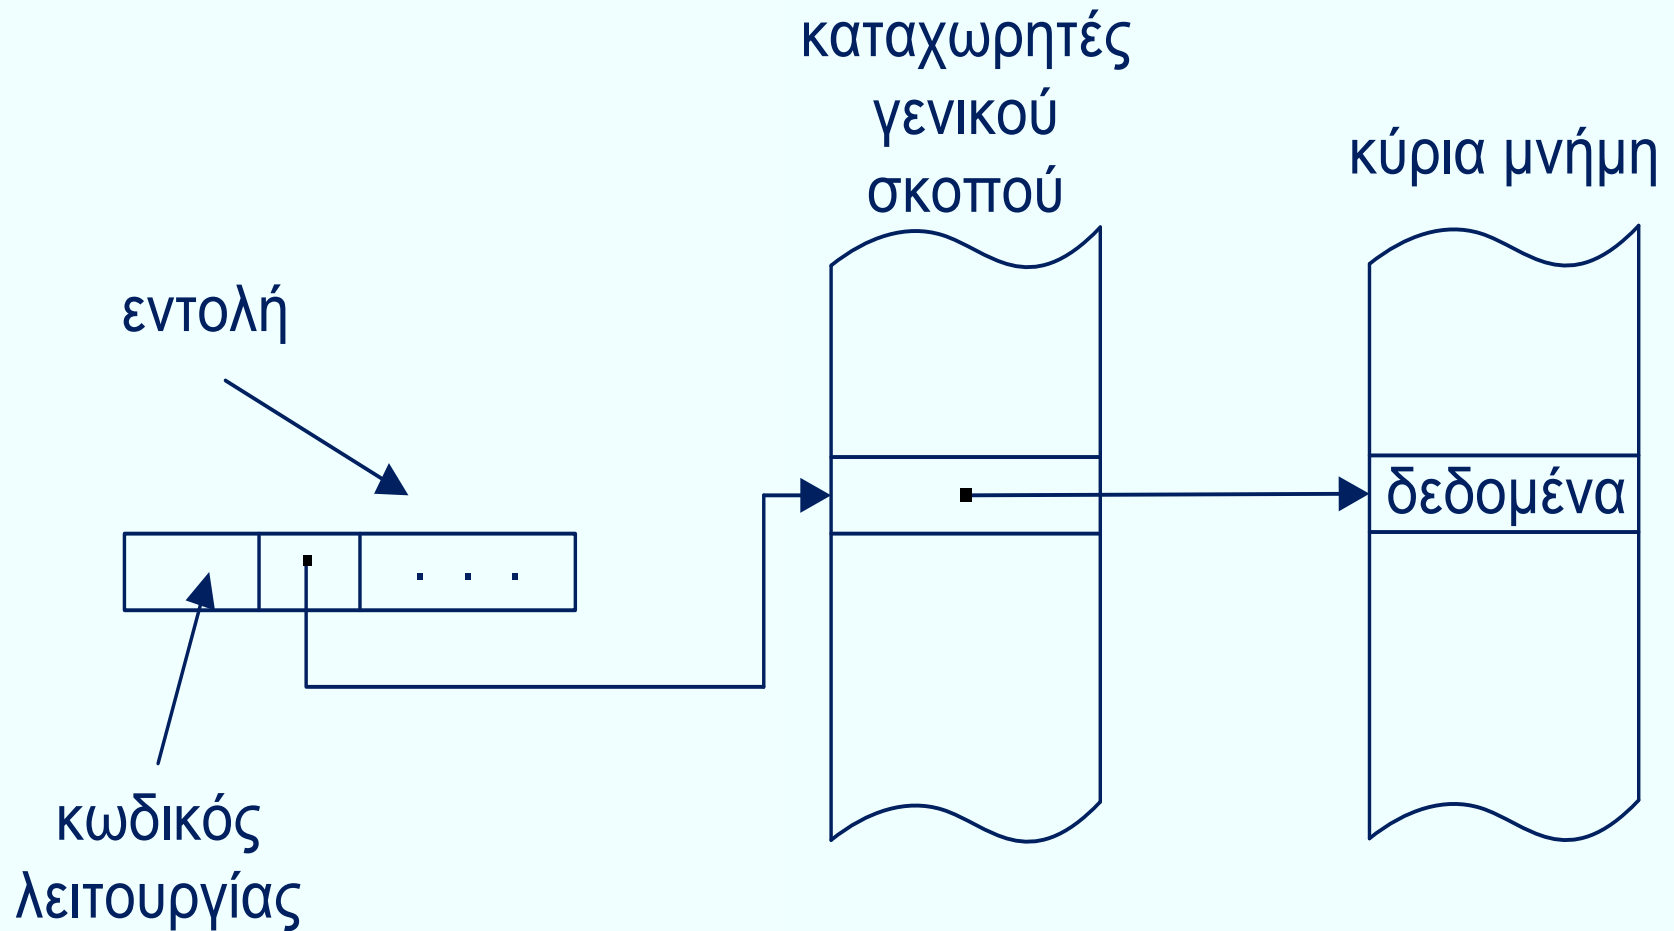 καταχωρητές
γενικού
σκοπού
κύρια μνήμη
εντολή
δεδομένα
. . .
κωδικός
λειτουργίας